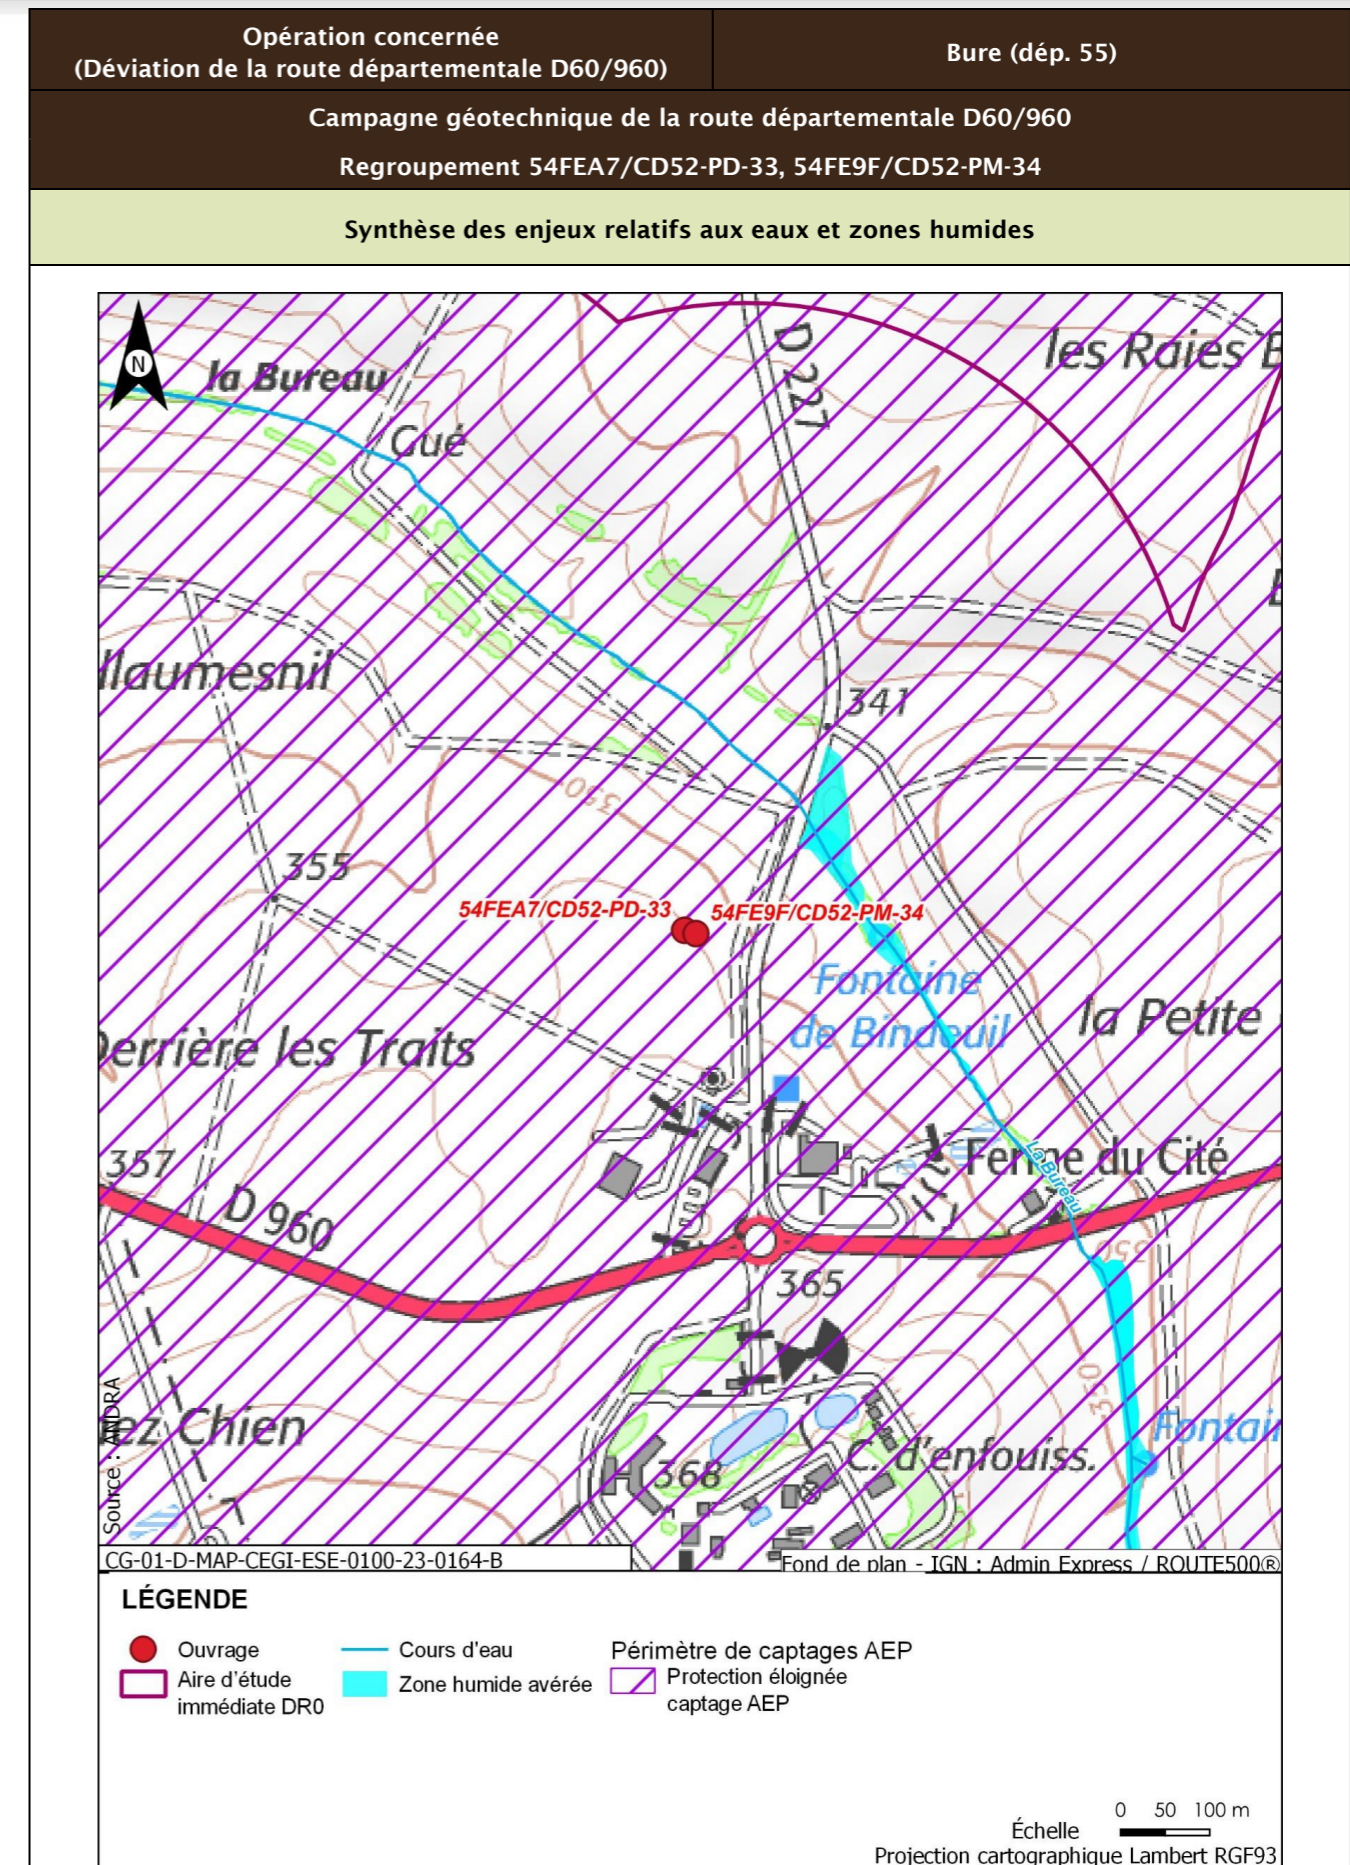 Opération concernée
(Déviation de la route départementale D60/960)
Bure (dép. 55)
Campagne géotechnique de la route départementale D60/960
Regroupement 54FEA7/CD52-PD-33, 54FE9F/CD52-PM-34
Synthèse des enjeux relatifs aux eaux et zones humides
N
la Bureau
Gué
D 227
les Raies B
llaumesnil
341
350
355
54FEA7/CD52-PD-33
54FE9F/CD52-PM-34
Fontaine
de Bindeuil
la Petite
Derrière les Traits
357
D 960
Ferme du Cité
La Bureau
350
365
350
ez Chien
368
C. d'enfouiss.
Fontai
Source : ANDRA
CG-01-D-MAP-CEGI-ESE-0100-23-0164-B
Fond de plan - IGN : Admin Express / ROUTE500®
LÉGENDE
Ouvrage
Aire d'étude
immédiate DR0
Cours d'eau
Zone humide avérée
Périmètre de captages AEP
Protection éloignée
captage AEP
0 50 100 m
Échelle
Projection cartographique Lambert RGF93